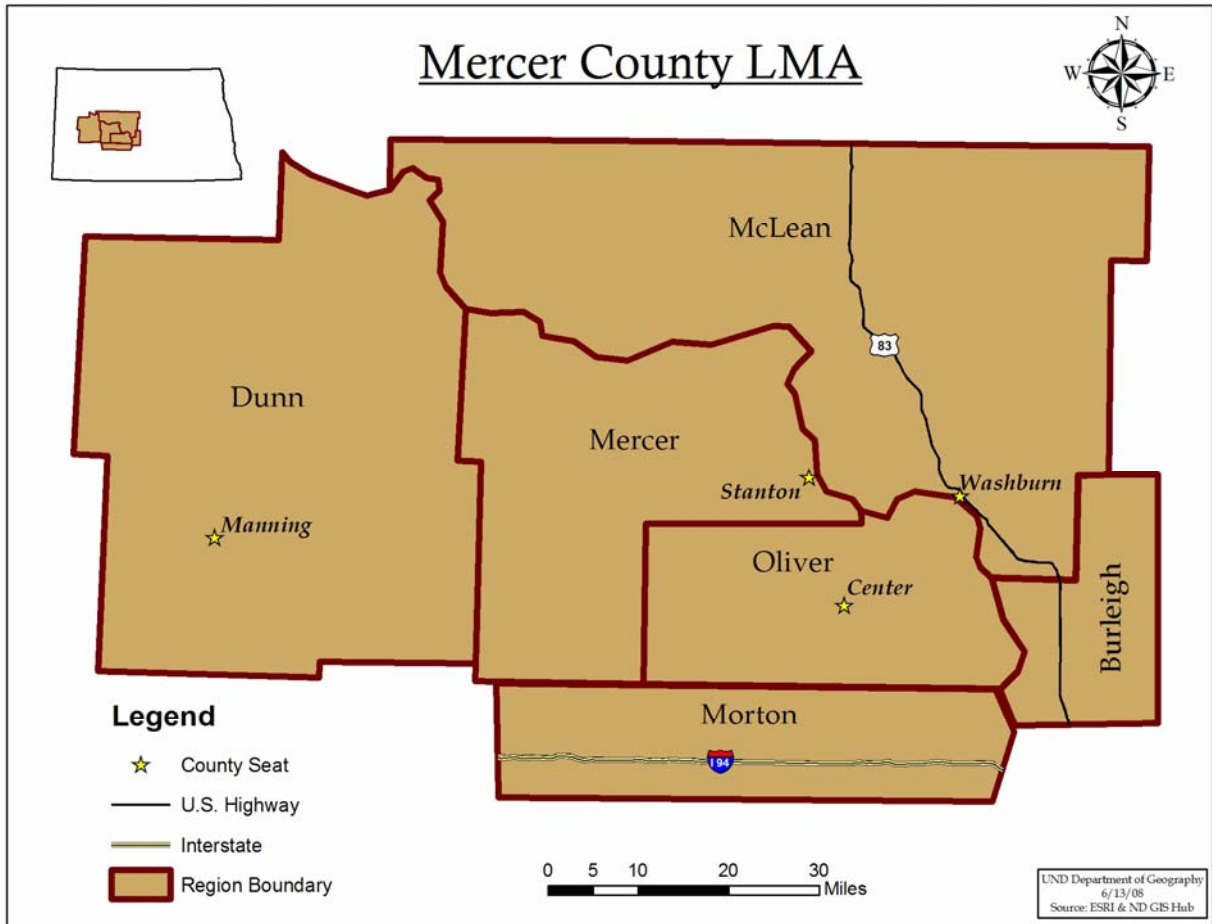 Mercer County LMA
N
W
E
S
McLean
83
Dunn
Mercer
Stanton
Washburn
Manning
Oliver
Center
Burleigh
Morton
I 94
Legend
County Seat
U.S. Highway
Interstate
Region Boundary
0 5 10 20 30
Miles
UND Department of Geography
6/13/08
Source: ESRI & ND GIS Hub